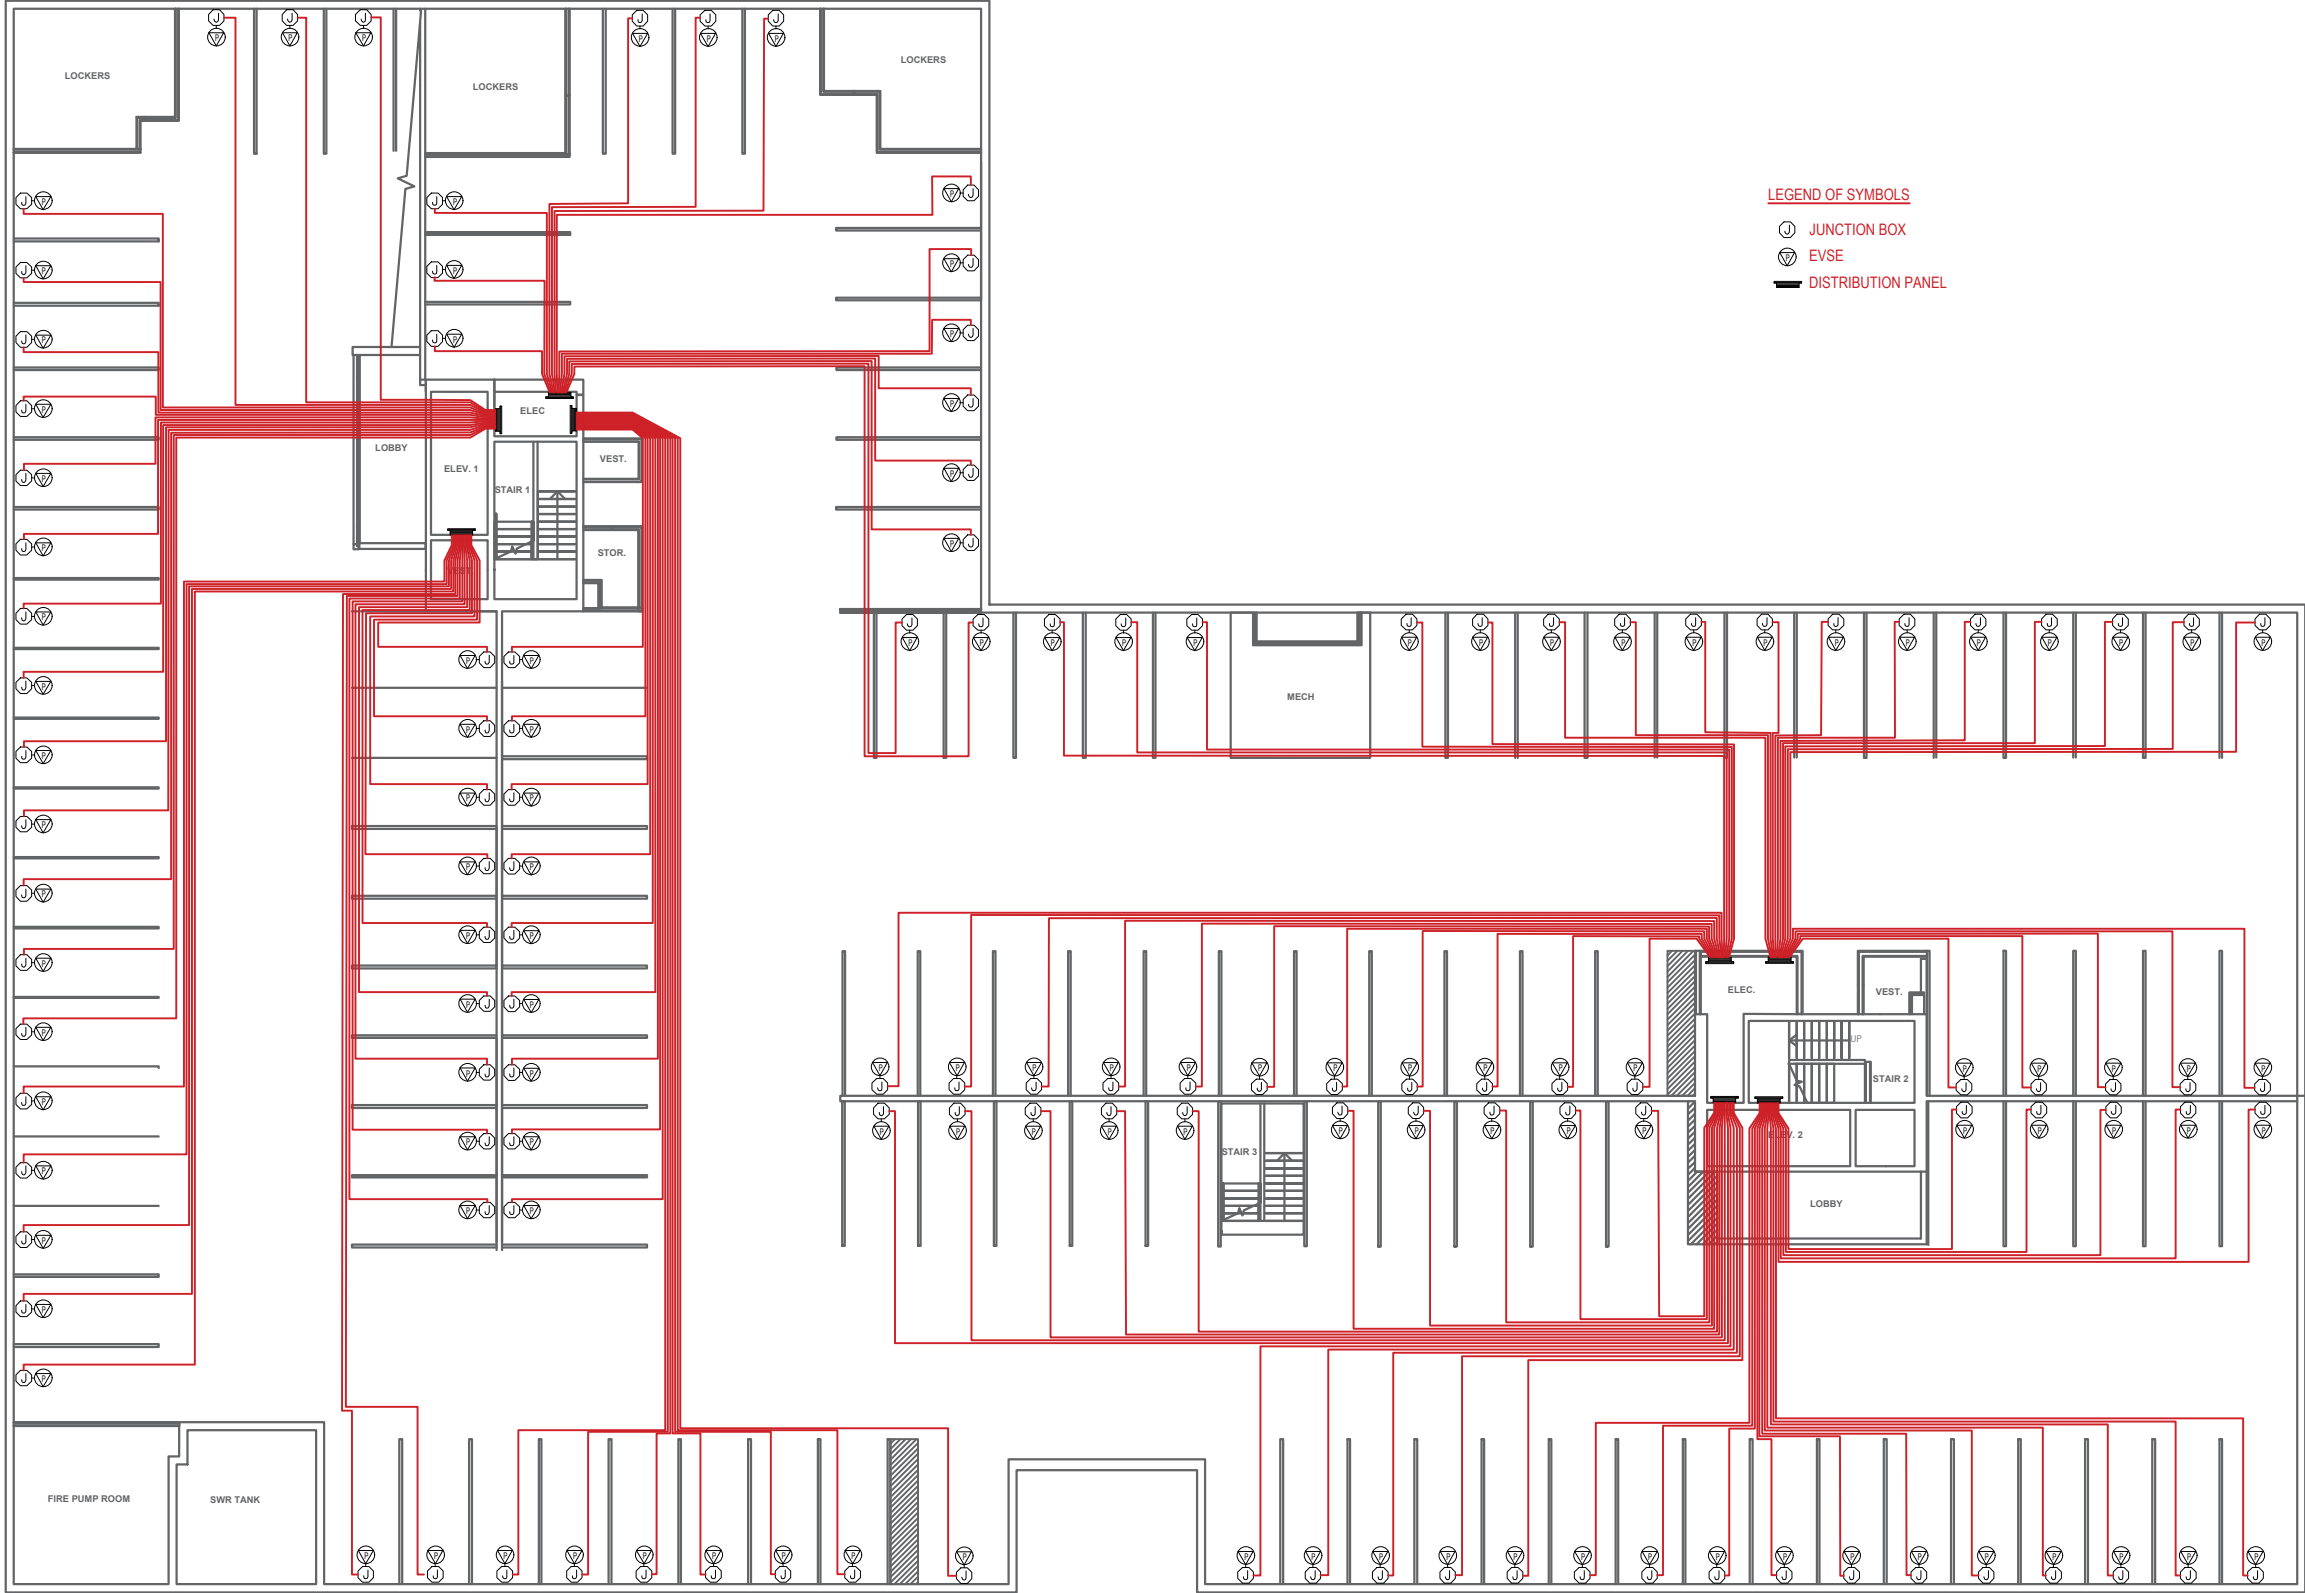 LOCKERS
LOCKERS
LOCKERS
LEGEND OF SYMBOLS
J JUNCTION BOX
P EVSE
DISTRIBUTION PANEL
ELEC
LOBBY
ELEV. 1
VEST.
STAIR 1
STOR.
VEST.
MECH
ELEC.
VEST.
UP
STAIR 2
ELEV. 2
STAIR 3
LOBBY
FIRE PUMP ROOM
SWR TANK